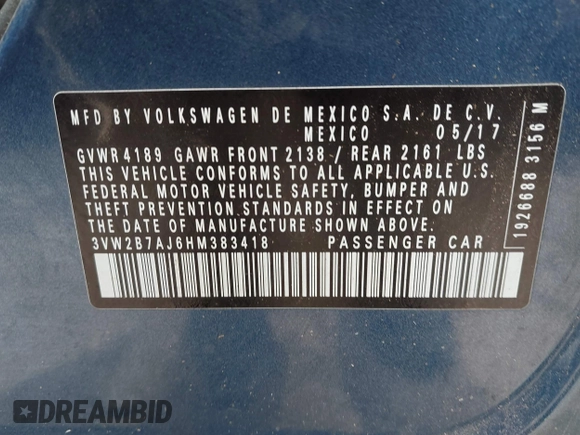 MFD BY VOLKSWAGEN DE MEXICO S.A. DE C.V.
MEXICO 05/17
GVWR 4189 GAWR FRONT 2138 / REAR 2161 LBS
THIS VEHICLE CONFORMS TO ALL APPLICABLE U.S.
FEDERAL MOTOR VEHICLE SAFETY, BUMPER AND
THEFT PREVENTION STANDARDS IN EFFECT ON
THE DATE OF MANUFACTURE SHOWN ABOVE.
3VW2B7AJ6HM383418 PASSENGER CAR
1926688 3156 M
DREAMBID